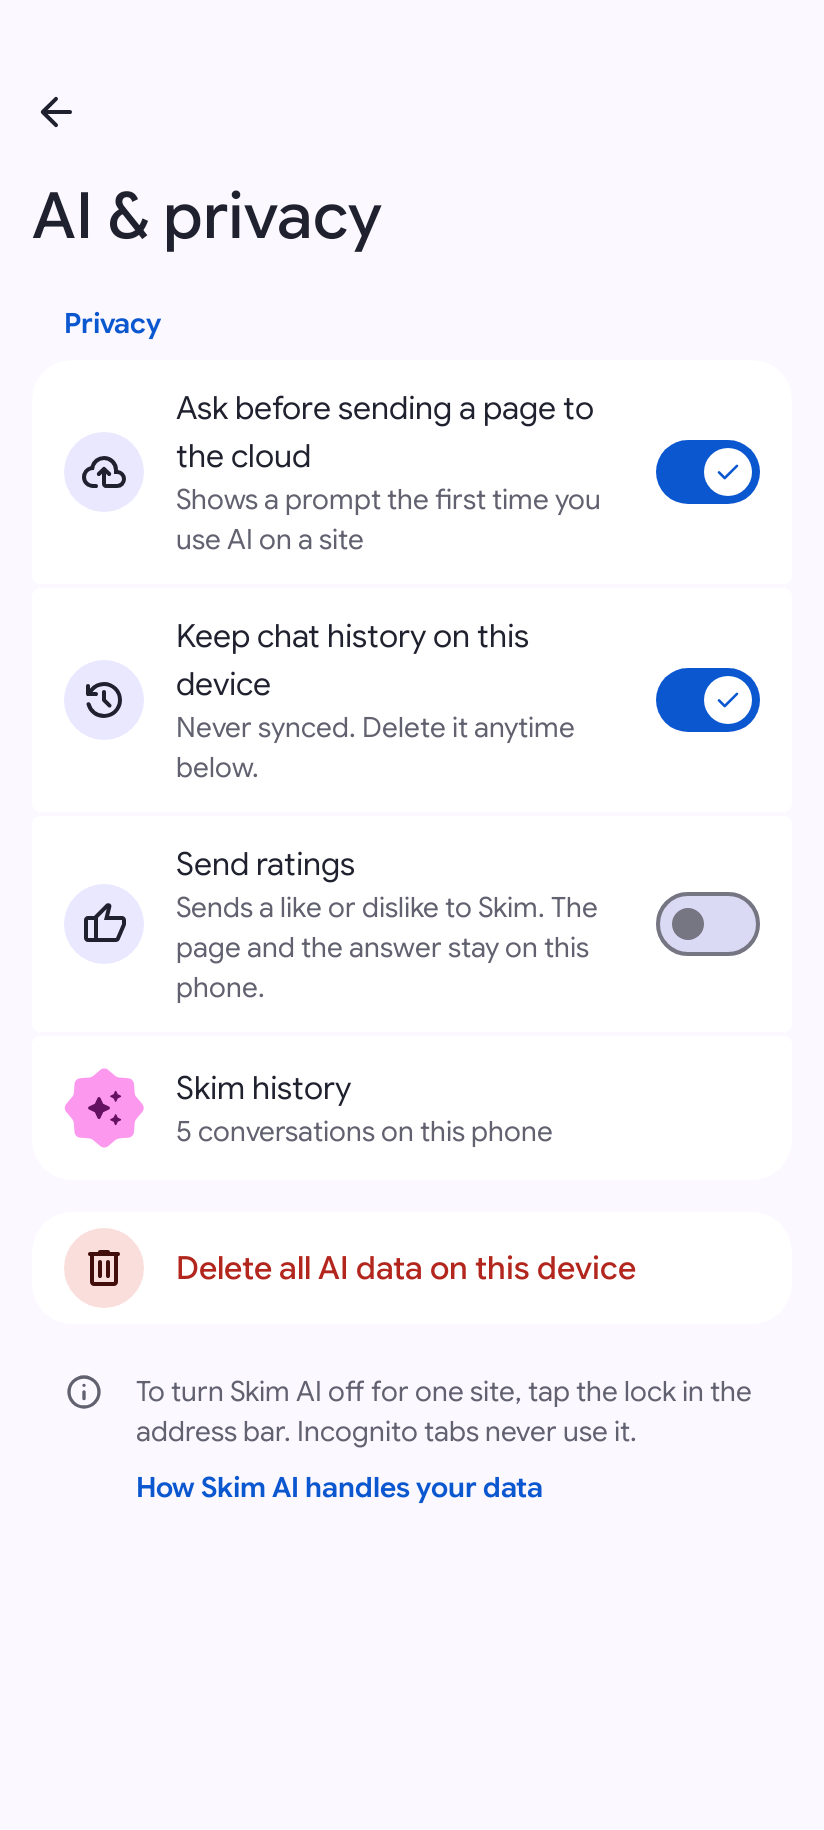 AI & privacy
Privacy
Ask before sending a page to
the cloud
Shows a prompt the first time you
use AI on a site
Keep chat history on this
device
Never synced. Delete it anytime
below.
Send ratings
Sends a like or dislike to Skim. The
page and the answer stay on this
phone.
Skim history
5 conversations on this phone
Delete all AI data on this device
To turn Skim AI off for one site, tap the lock in the
address bar. Incognito tabs never use it.
How Skim AI handles your data